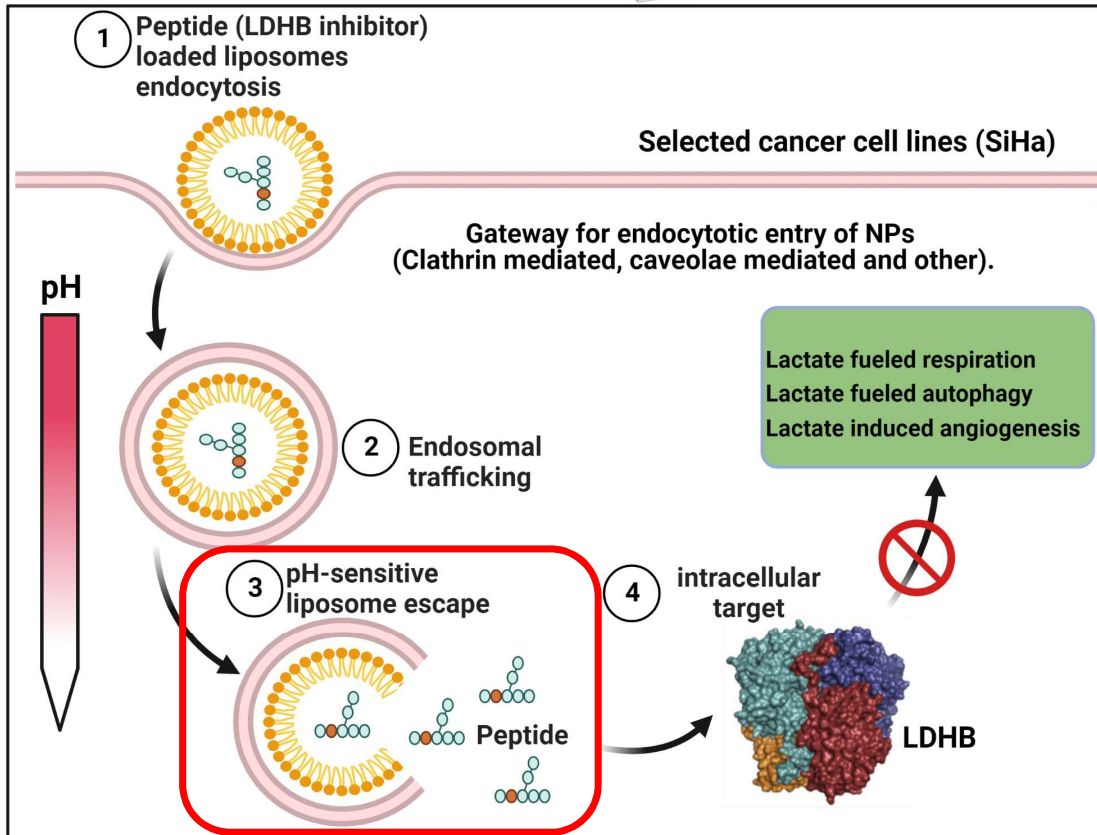 1
Peptide (LDHB inhibitor)
loaded liposomes
endocytosis
Selected cancer cell lines (SiHa)
Gateway for endocytotic entry of NPs
(Clathrin mediated, caveolae mediated and other).
pH
Lactate fueled respiration
Lactate fueled autophagy
Lactate induced angiogenesis
2
Endosomal
trafficking
3
pH-sensitive
liposome escape
4
intracellular
target
Peptide
LDHB